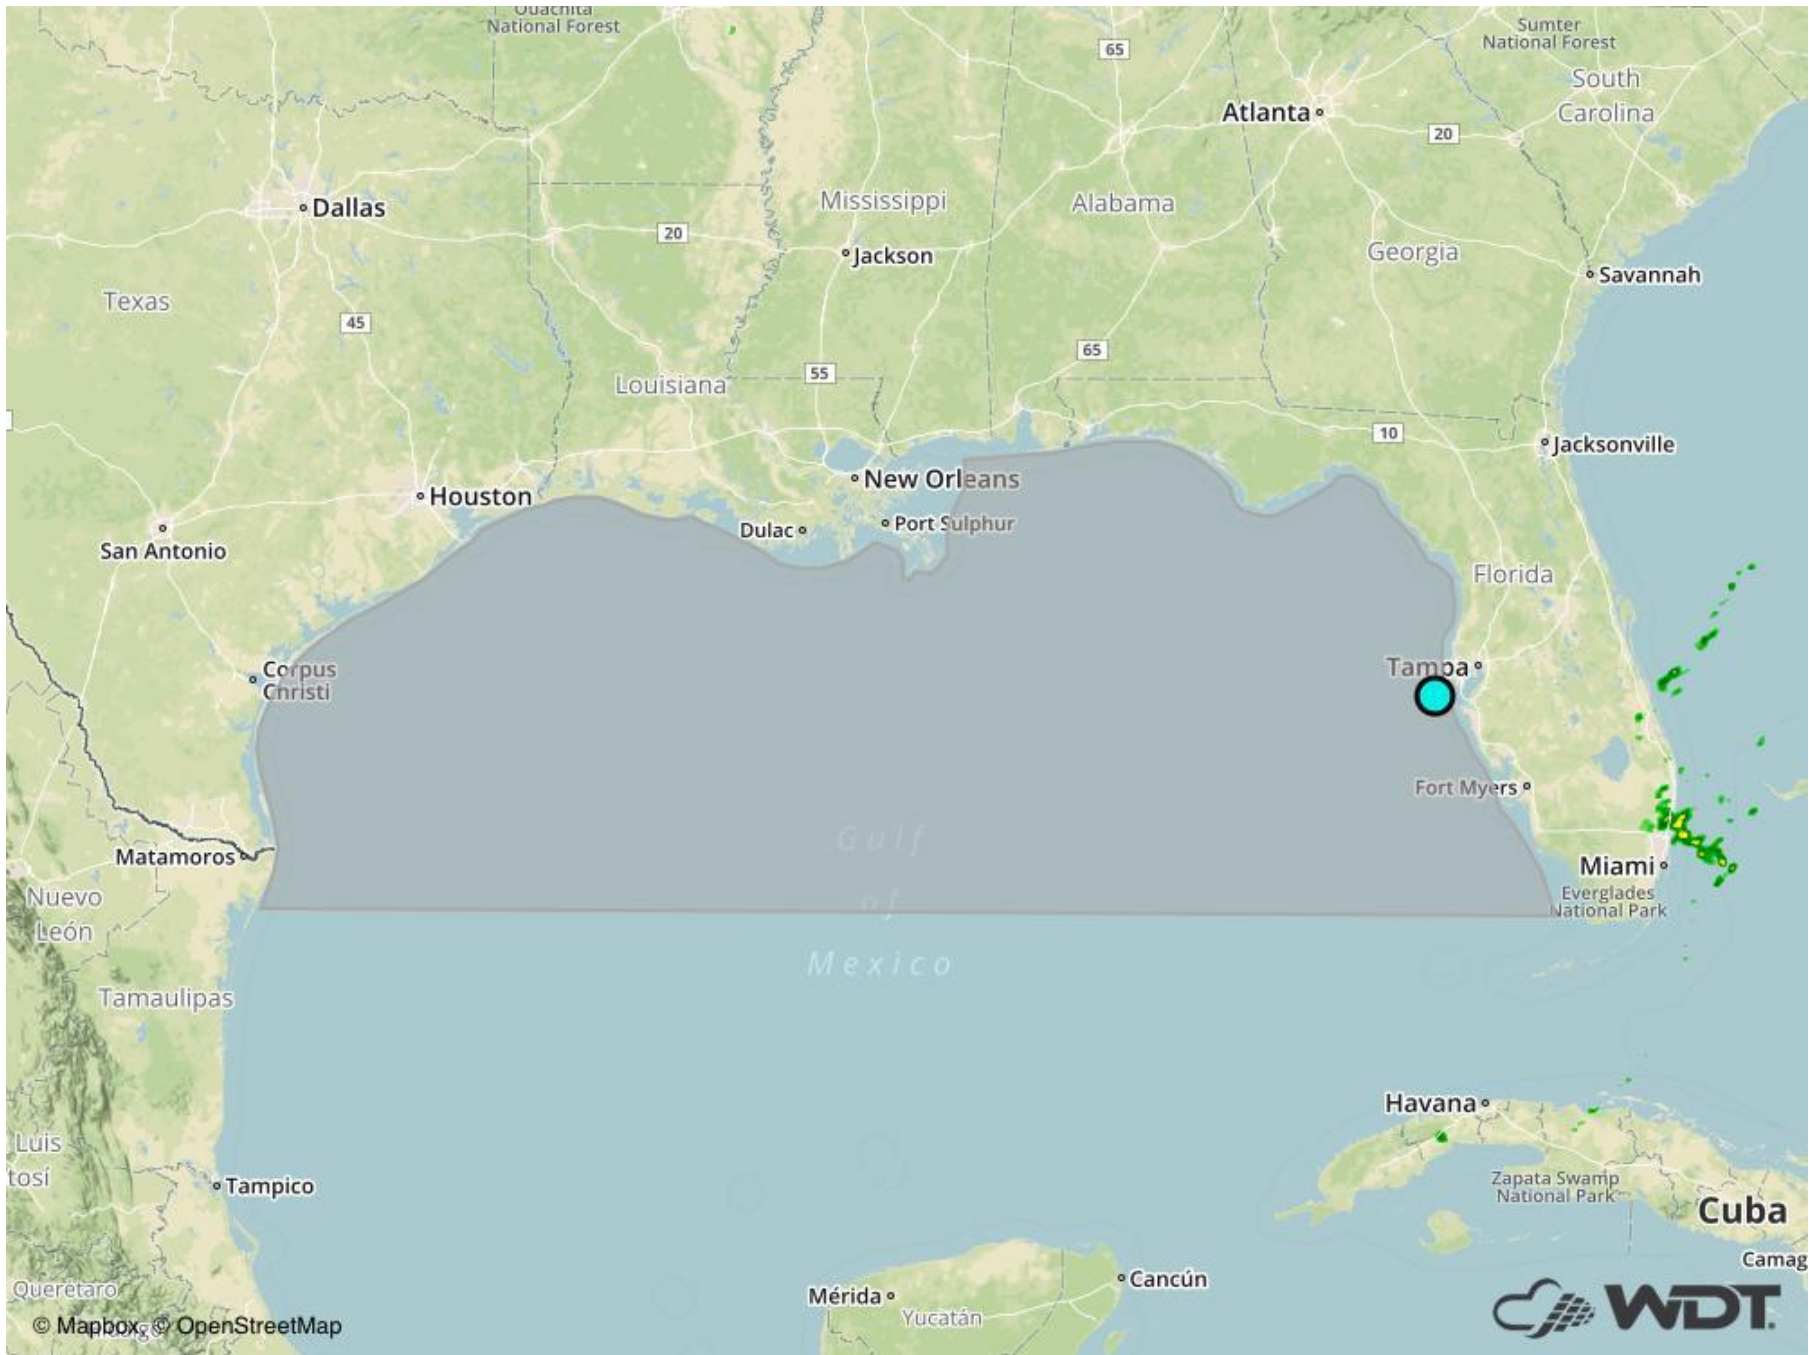 Ouachita
National Forest
65
Sumter
National Forest
South
Carolina
Atlanta
20
Dallas
Mississippi
Alabama
20
Jackson
Georgia
Savannah
Texas
45
65
55
Louisiana
10
Jacksonville
New Orleans
Houston
Dulac
Port Sulphur
San Antonio
Florida
Corpus
Christi
Tampa
Fort Myers
Gulf
of
Mexico
Matamoros
Miami
Everglades
National Park
Nuevo
León
Tamaulipas
Havana
Luis
tosí
Tampico
Zapata Swamp
National Park
Cuba
Camag
Cancún
Querétaro
Mérida
Yucatán
© Mapbox, © OpenStreetMap
WDT